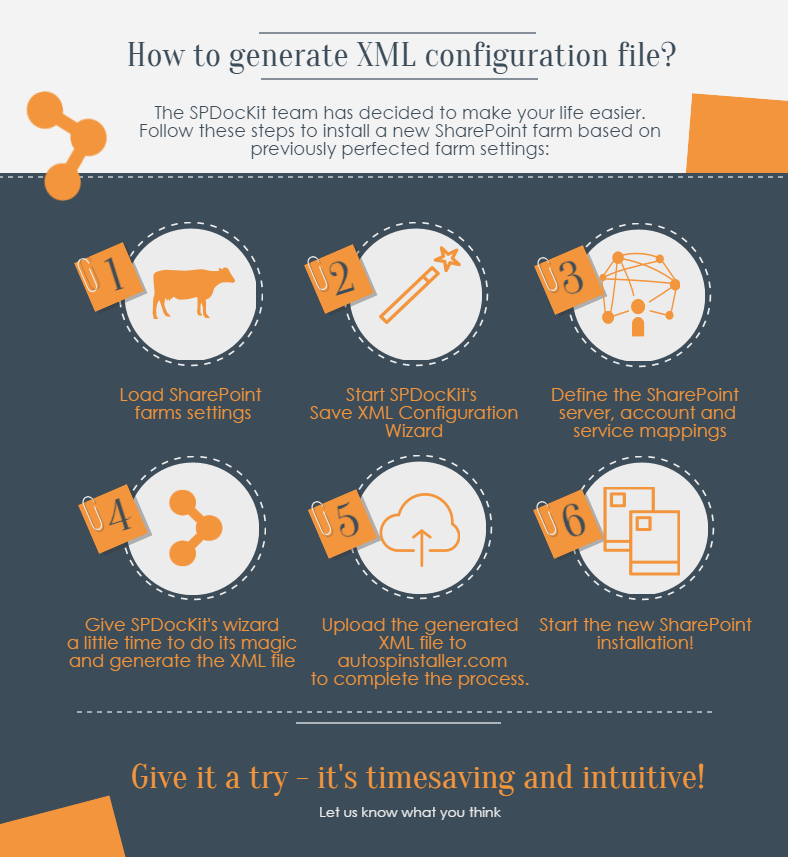 How to generate XML configuration file?
The SPDocKit team has decided to make your life easier.
Follow these steps to install a new SharePoint farm based on
previously perfected farm settings:
1
2
3
Load SharePoint
farms settings
Start SPDocKit's
Save XML Configuration
Wizard
Define the SharePoint
server, account and
service mappings
4
5
6
Give SPDocKit's wizard
a little time to do its magic
and generate the XML file
Upload the generated
XML file to
autospinstaller.com
to complete the process.
Start the new SharePoint
installation!
Give it a try - it's timesaving and intuitive!
Let us know what you think